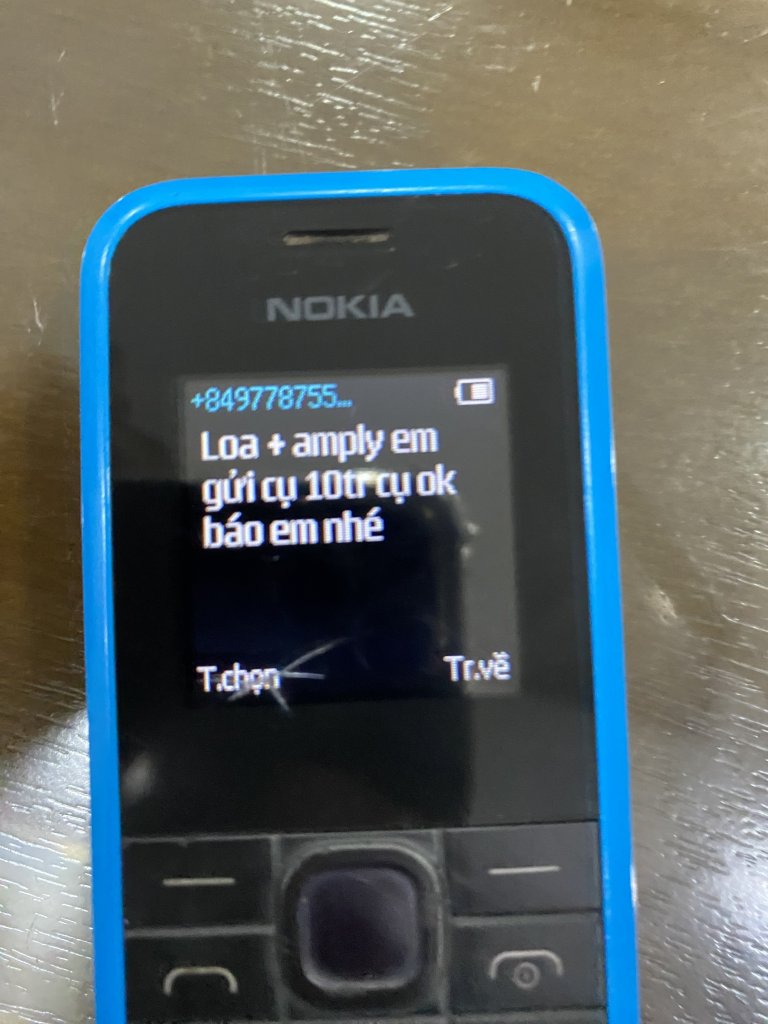 NOKIA
+849778755...
Loa + amply em
gửi cụ 10tr cụ ok
báo em nhé
T.chọn
Tr.về